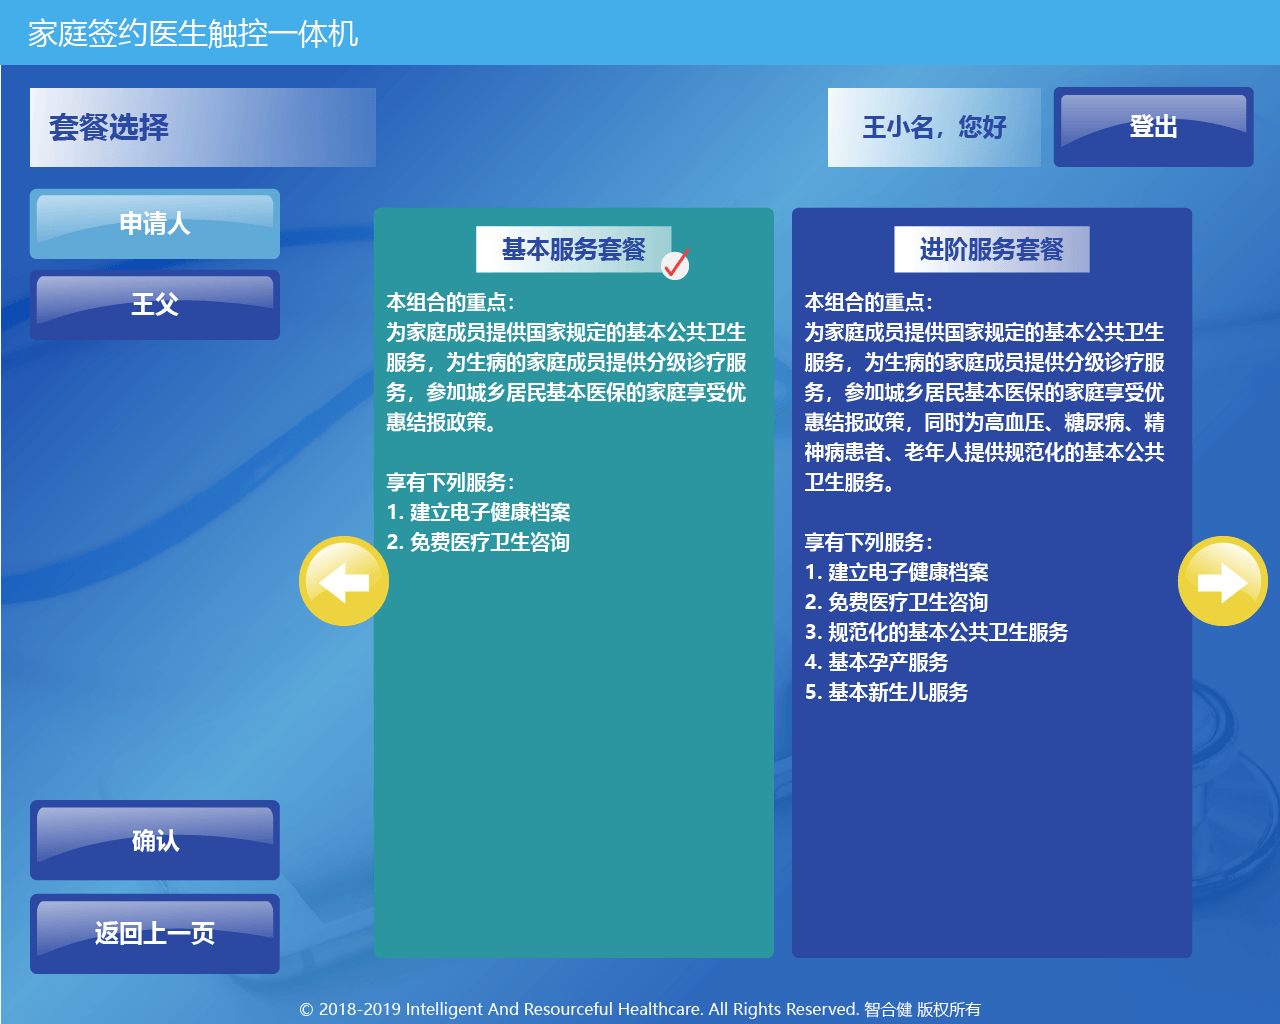 家庭签约医生触控一体机
套餐选择
王小名，您好
登出
申请人
王父
基本服务套餐
本组合的重点：
为家庭成员提供国家规定的基本公共卫生
服务，为生病的家庭成员提供分级诊疗服
务，参加城乡居民基本医保的家庭享受优
惠结报政策。
享有下列服务：
1. 建立电子健康档案
2. 免费医疗卫生咨询
进阶服务套餐
本组合的重点：
为家庭成员提供国家规定的基本公共卫生
服务，为生病的家庭成员提供分级诊疗服
务，参加城乡居民基本医保的家庭享受优
惠结报政策，同时为高血压、糖尿病、精
神病患者、老年人提供规范化的基本公共
卫生服务。
享有下列服务：
1. 建立电子健康档案
2. 免费医疗卫生咨询
3. 规范化的基本公共卫生服务
4. 基本孕产服务
5. 基本新生儿服务
确认
返回上一页
© 2018-2019 Intelligent And Resourceful Healthcare. All Rights Reserved. 智合健 版权所有